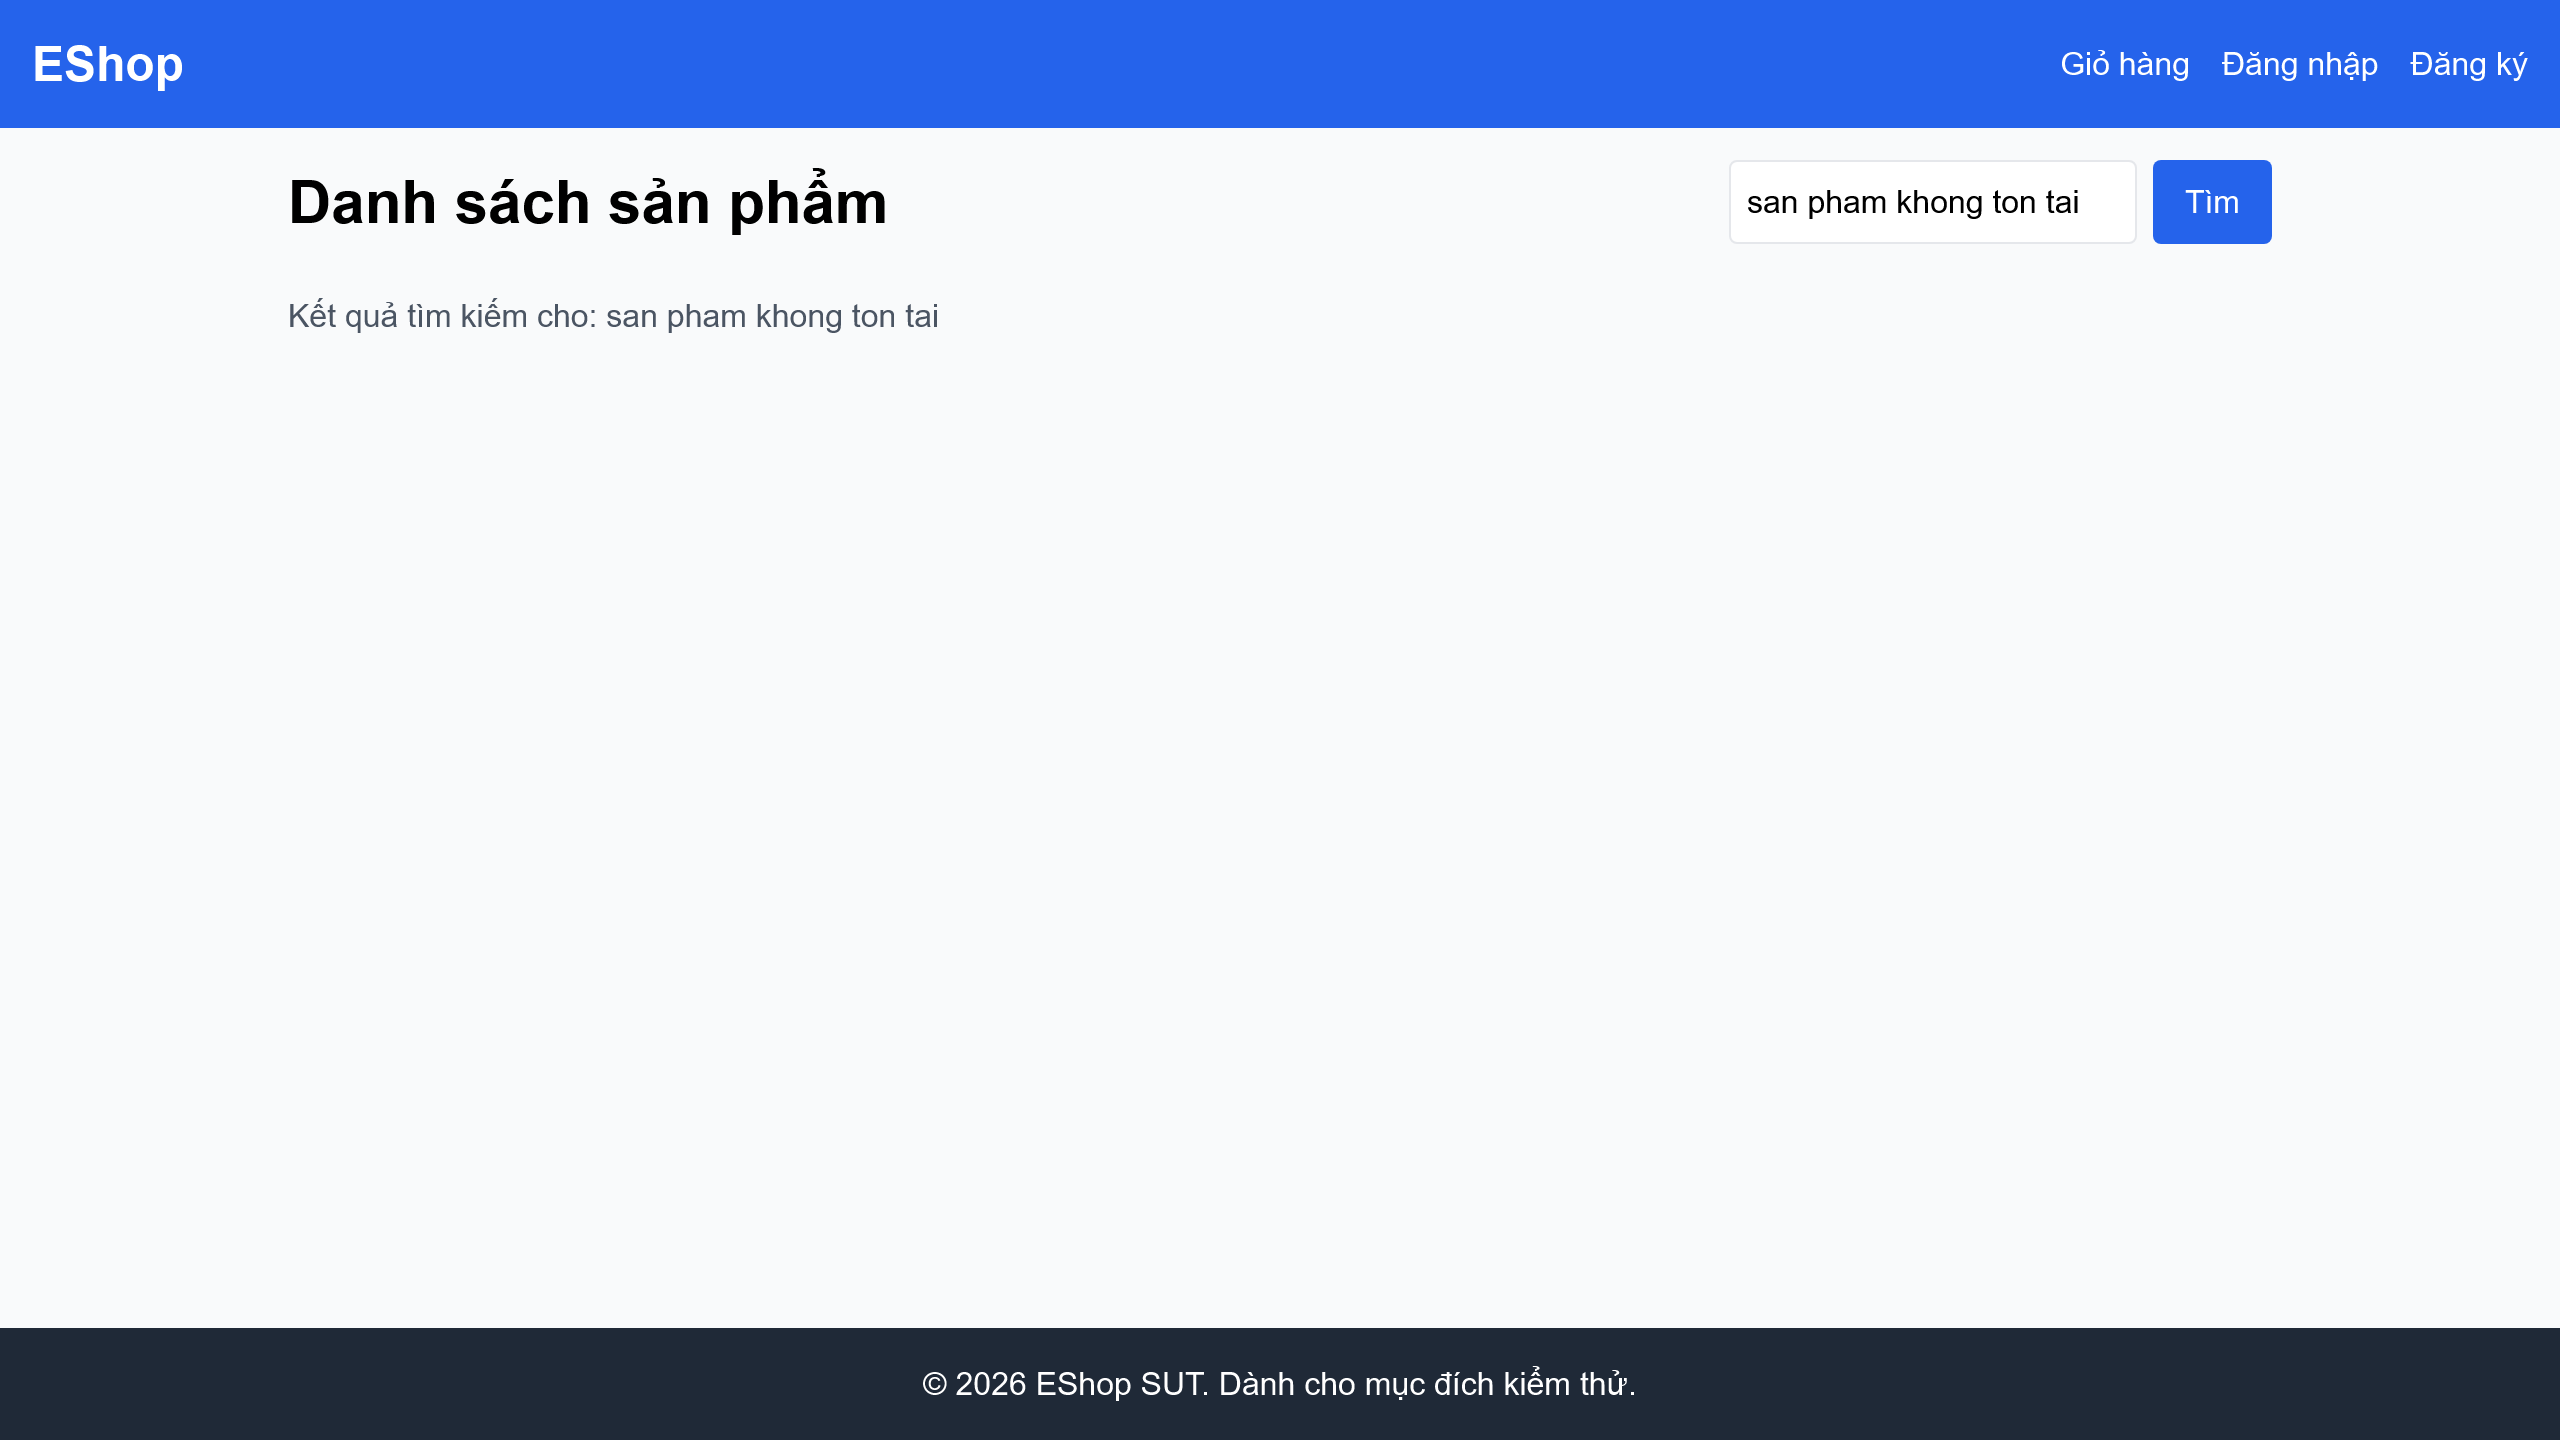 EShop
Giỏ hàng Đăng nhập Đăng ký
Danh sách sản phẩm
san pham khong ton tai
Tìm
Kết quả tìm kiếm cho: san pham khong ton tai
© 2026 EShop SUT. Dành cho mục đích kiểm thử.